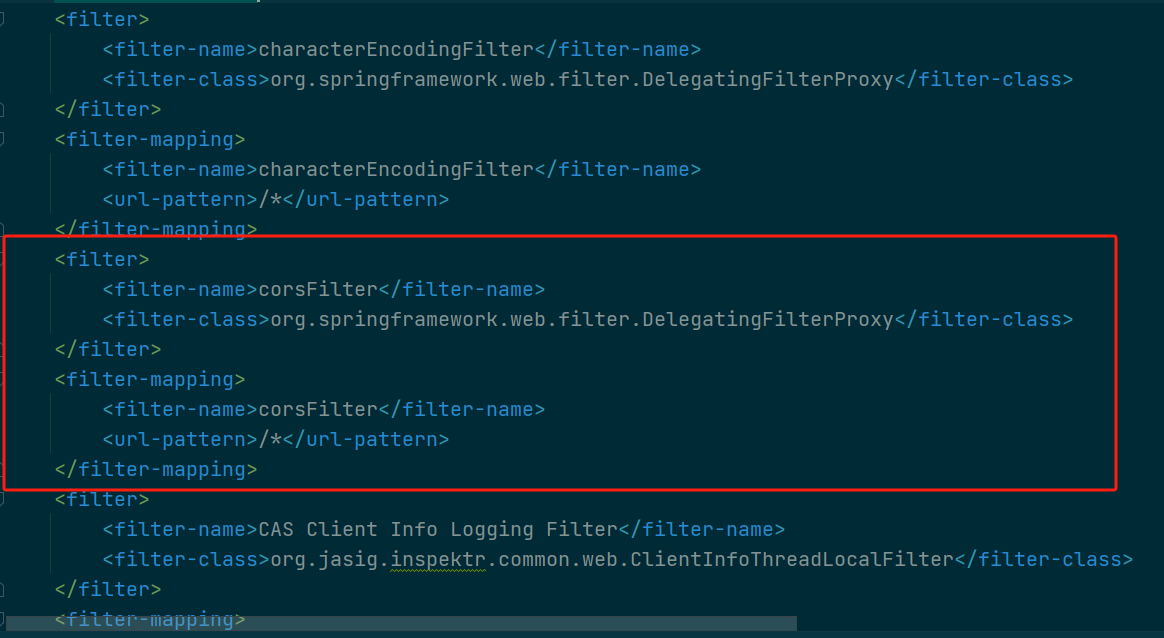 <filter>
<filter-name>characterEncodingFilter</filter-name>
<filter-class>org.springframework.web.filter.DelegatingFilterProxy</filter-class>
</filter>
<filter-mapping>
<filter-name>characterEncodingFilter</filter-name>
<url-pattern>/*</url-pattern>
</filter-mapping>
<filter>
<filter-name>corsFilter</filter-name>
<filter-class>org.springframework.web.filter.DelegatingFilterProxy</filter-class>
</filter>
<filter-mapping>
<filter-name>corsFilter</filter-name>
<url-pattern>/*</url-pattern>
</filter-mapping>
<filter>
<filter-name>CAS Client Info Logging Filter</filter-name>
<filter-class>org.jasig.inspektr.common.web.ClientInfoThreadLocalFilter</filter-class>
</filter>
<filter-mapping>